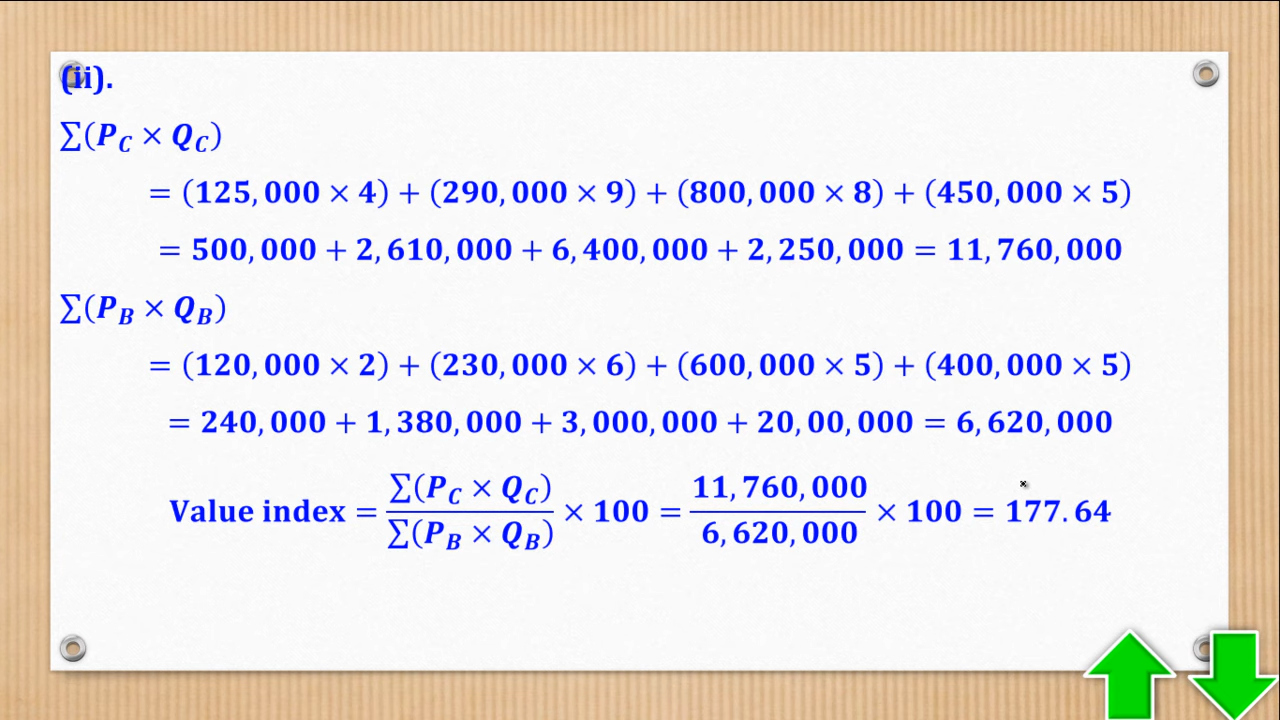 (ii).
∑(P_C × Q_C)
= (125,000 × 4) + (290,000 × 9) + (800,000 × 8) + (450,000 × 5)
= 500,000 + 2,610,000 + 6,400,000 + 2,250,000 = 11,760,000
∑(P_B × Q_B)
= (120,000 × 2) + (230,000 × 6) + (600,000 × 5) + (400,000 × 5)
= 240,000 + 1,380,000 + 3,000,000 + 20,00,000 = 6,620,000
Value index = ∑(P_C × Q_C) / ∑(P_B × Q_B) × 100 = 11,760,000 / 6,620,000 × 100 = 177.64